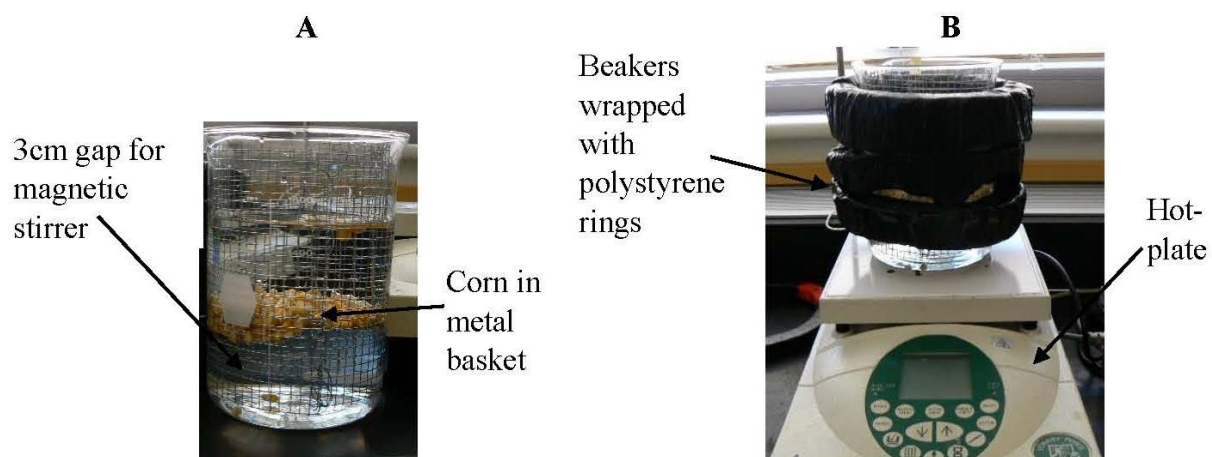 A
B
3cm gap for
magnetic
stirrer
Corn in
metal
basket
Beakers
wrapped
with
polystyrene
rings
Hot-
plate